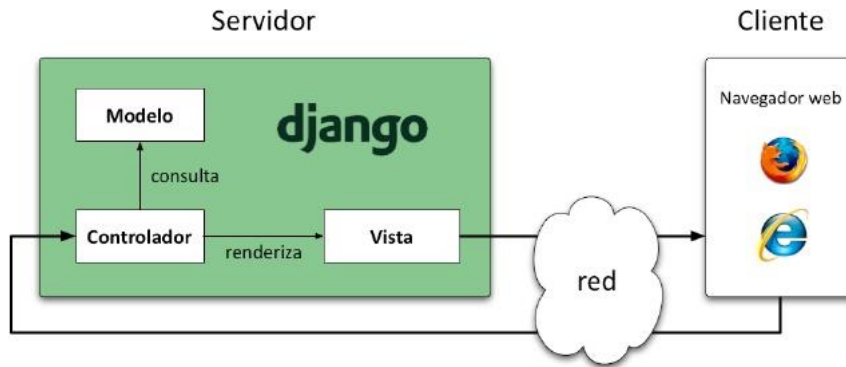 Servidor
Cliente
Modelo
django
Navegador web
consulta
Controlador
Vista
renderiza
red